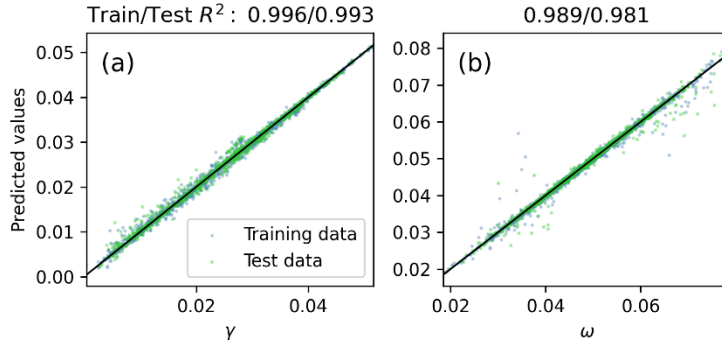 Train/Test R² : 0.996/0.993
0.989/0.981
(a)
(b)
Predicted values
0.05
0.04
0.03
0.02
0.01
0.00
Training data
Test data
0.02
0.04
γ
0.08
0.07
0.06
0.05
0.04
0.03
0.02
0.02
0.04
0.06
ω